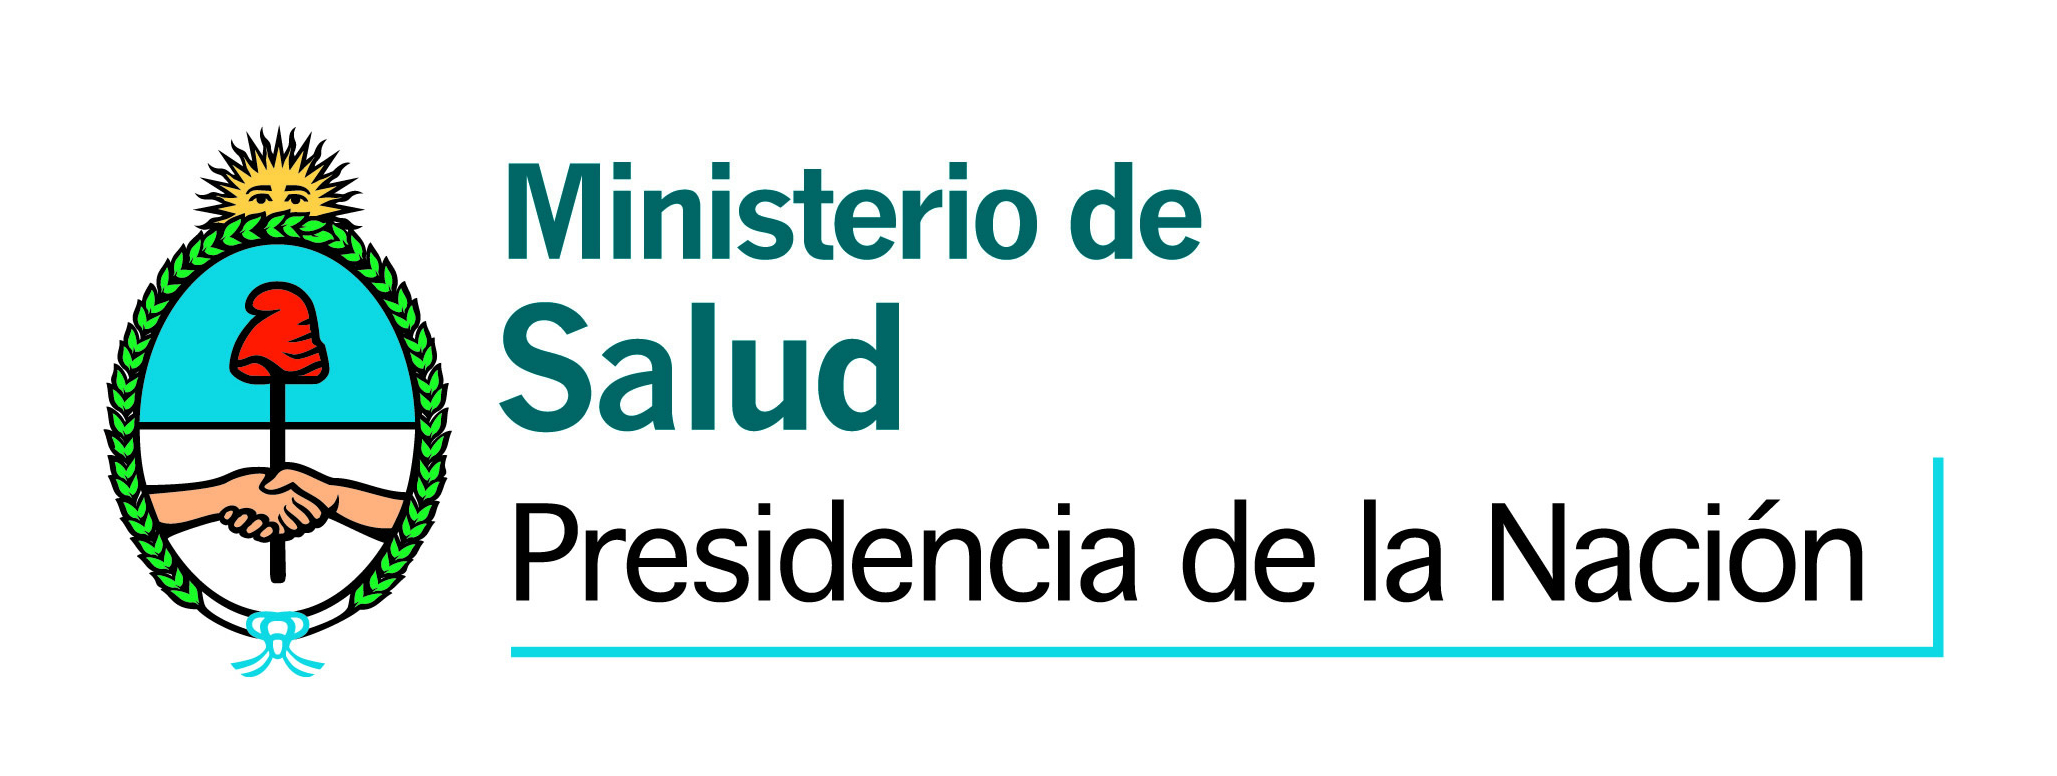 Ministerio de
Salud
Presidencia de la Nación